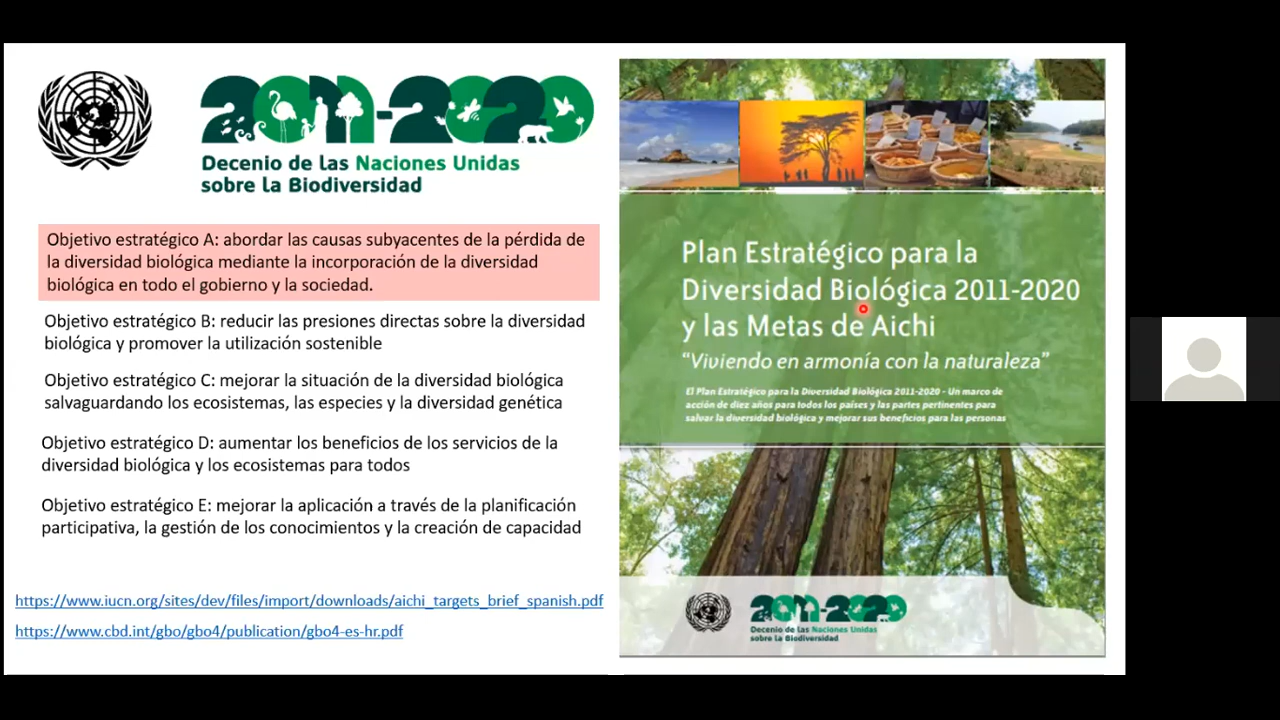 2011-2020
Decenio de las Naciones Unidas
sobre la Biodiversidad
Objetivo estratégico A: abordar las causas subyacentes de la pérdida de
la diversidad biológica mediante la incorporación de la diversidad
biológica en todo el gobierno y la sociedad.
Objetivo estratégico B: reducir las presiones directas sobre la diversidad
biológica y promover la utilización sostenible
Objetivo estratégico C: mejorar la situación de la diversidad biológica
salvaguardando los ecosistemas, las especies y la diversidad genética
Objetivo estratégico D: aumentar los beneficios de los servicios de la
diversidad biológica y los ecosistemas para todos
Objetivo estratégico E: mejorar la aplicación a través de la planificación
participativa, la gestión de los conocimientos y la creación de capacidad
https://www.iucn.org/sites/dev/files/import/downloads/aichi_targets_brief_spanish.pdf
https://www.cbd.int/gbo/gbo4/publication/gbo4-es-hr.pdf
Plan Estratégico para la
Diversidad Biológica 2011-2020
y las Metas de Aichi
“Viviendo en armonía con la naturaleza”
El Plan Estratégico para la Diversidad Biológica 2011-2020 - Un marco de
acción de diez años para todos los países y las partes pertinentes para
salvar la diversidad biológica y mejorar sus beneficios para las personas
2011-2020
Decenio de las Naciones Unidas
sobre la Biodiversidad